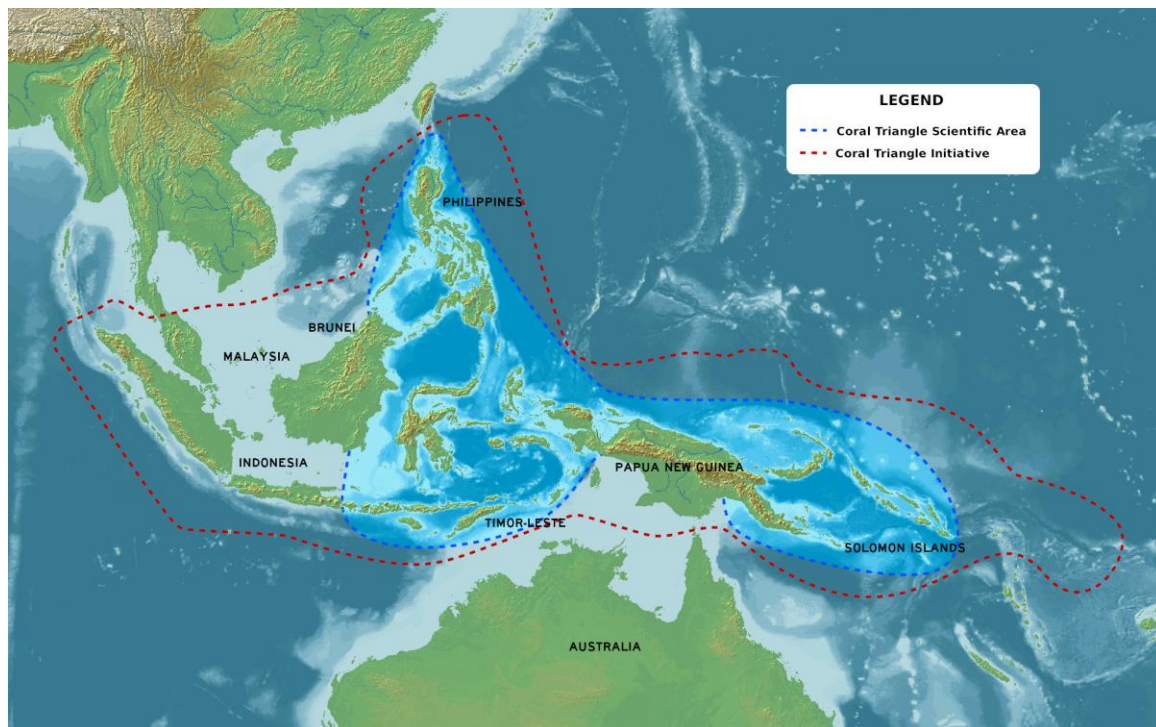 LEGEND
Coral Triangle Scientific Area
Coral Triangle Initiative
PHILIPPINES
BRUNEI
MALAYSIA
INDONESIA
PAPUA NEW GUINEA
TIMOR-LESTE
SOLOMON ISLANDS
AUSTRALIA